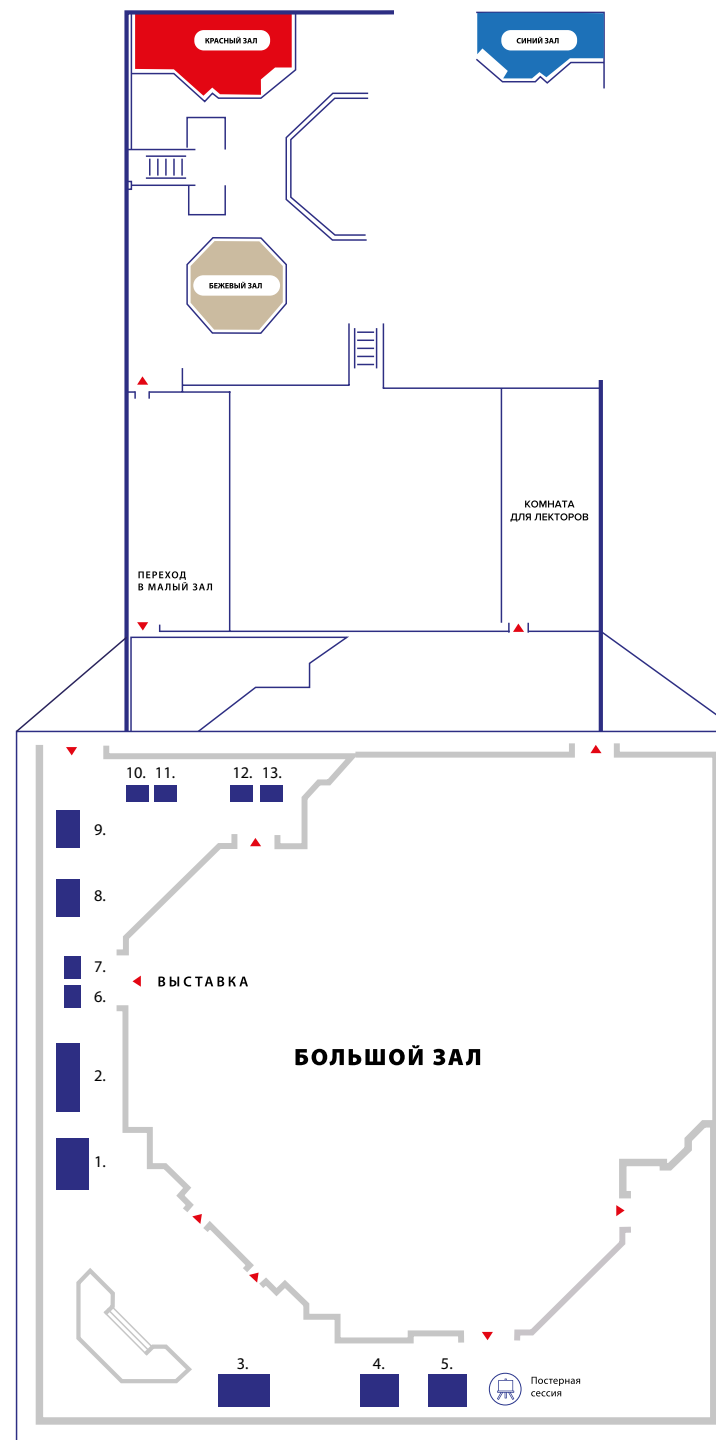 КРАСНЫЙ ЗАЛ
СИНИЙ ЗАЛ
БЕЖЕВЫЙ ЗАЛ
КОМНАТА
ДЛЯ ЛЕКТОРОВ
ПЕРЕХОД
В МАЛЫЙ ЗАЛ
10. 11. 12. 13.
9.
8.
7.
ВЫСТАВКА
6.
БОЛЬШОЙ ЗАЛ
2.
1.
3. 4. 5.
Постерная
сессия